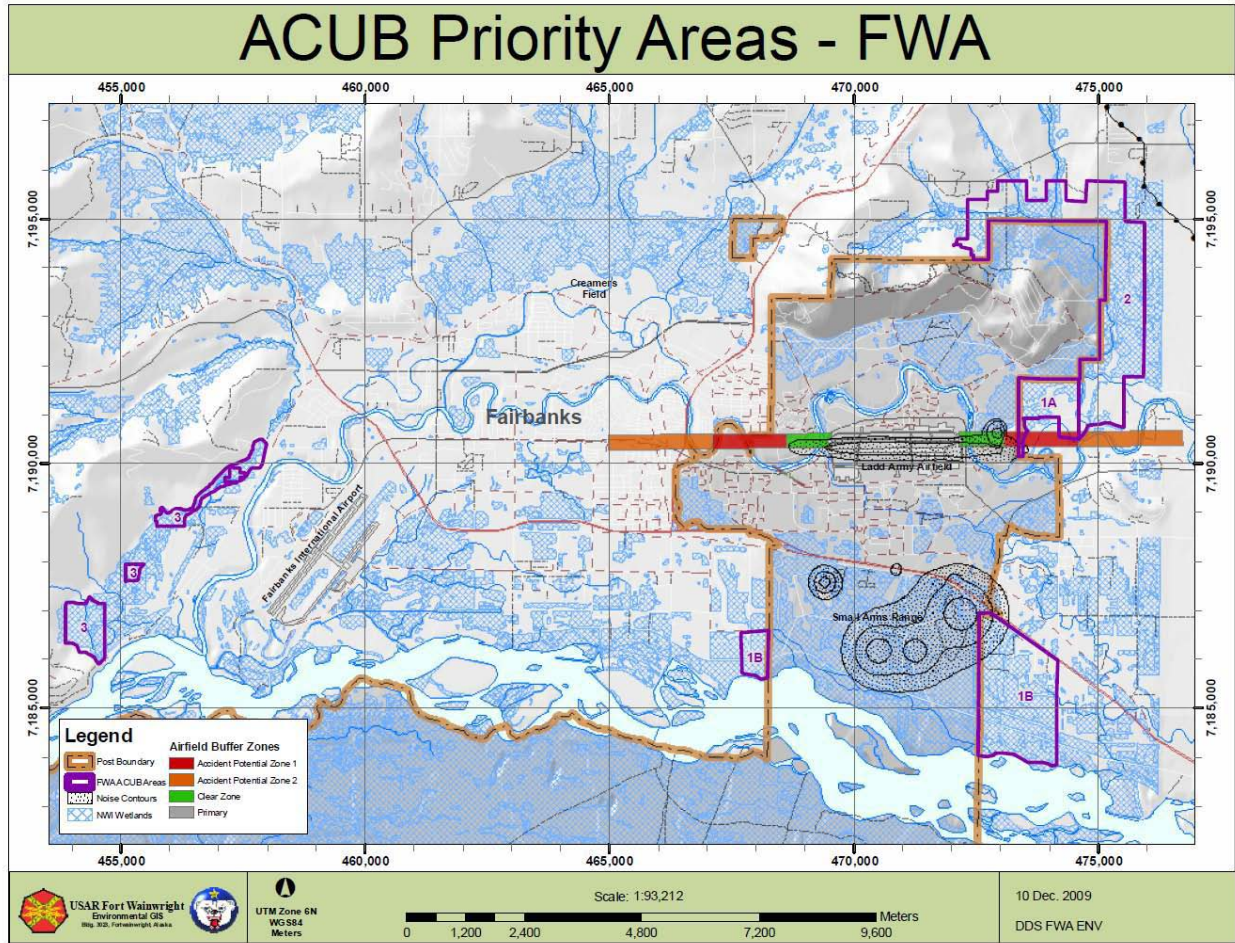 ACUB Priority Areas - FWA
455,000
460,000
465,000
470,000
475,000
7,195,000
7,195,000
Creamers
Field
2
1A
Fairbanks
7,190,000
7,190,000
Ladd Army Airfield
3
Fairbanks International Airport
3
3
Small Arms Range
1B
1B
7,185,000
7,185,000
Legend
Post Boundary
FWA ACUB Areas
Noise Contours
NWI Wetlands
Airfield Buffer Zones
Accident Potential Zone 1
Accident Potential Zone 2
Clear Zone
Primary
455,000
460,000
465,000
470,000
475,000
USAR Fort Wainwright
Environmental GIS
Bldg. 3023, Fortwainwright, Alaska
UTM Zone 6N
WGS84
Meters
Scale: 1:93,212
Meters
0 1,200 2,400 4,800 7,200 9,600
10 Dec. 2009
DDS FWA ENV